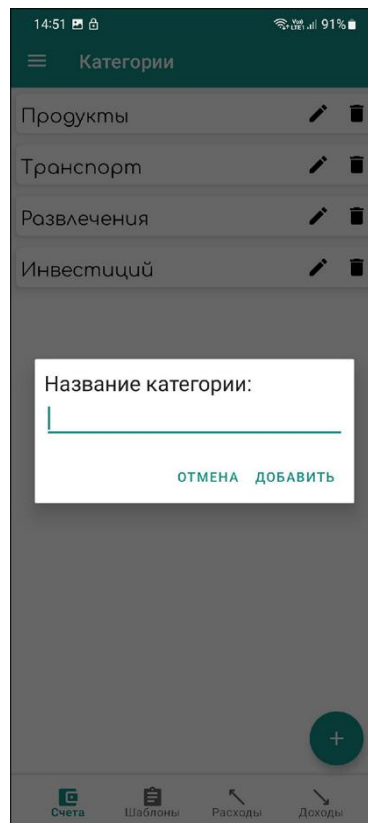 14:51 91%
Категории
Продукты
Транспорт
Развлечения
Инвестиций
Название категории:
ОТМЕНА ДОБАВИТЬ
Счета Шаблоны Расходы Доходы